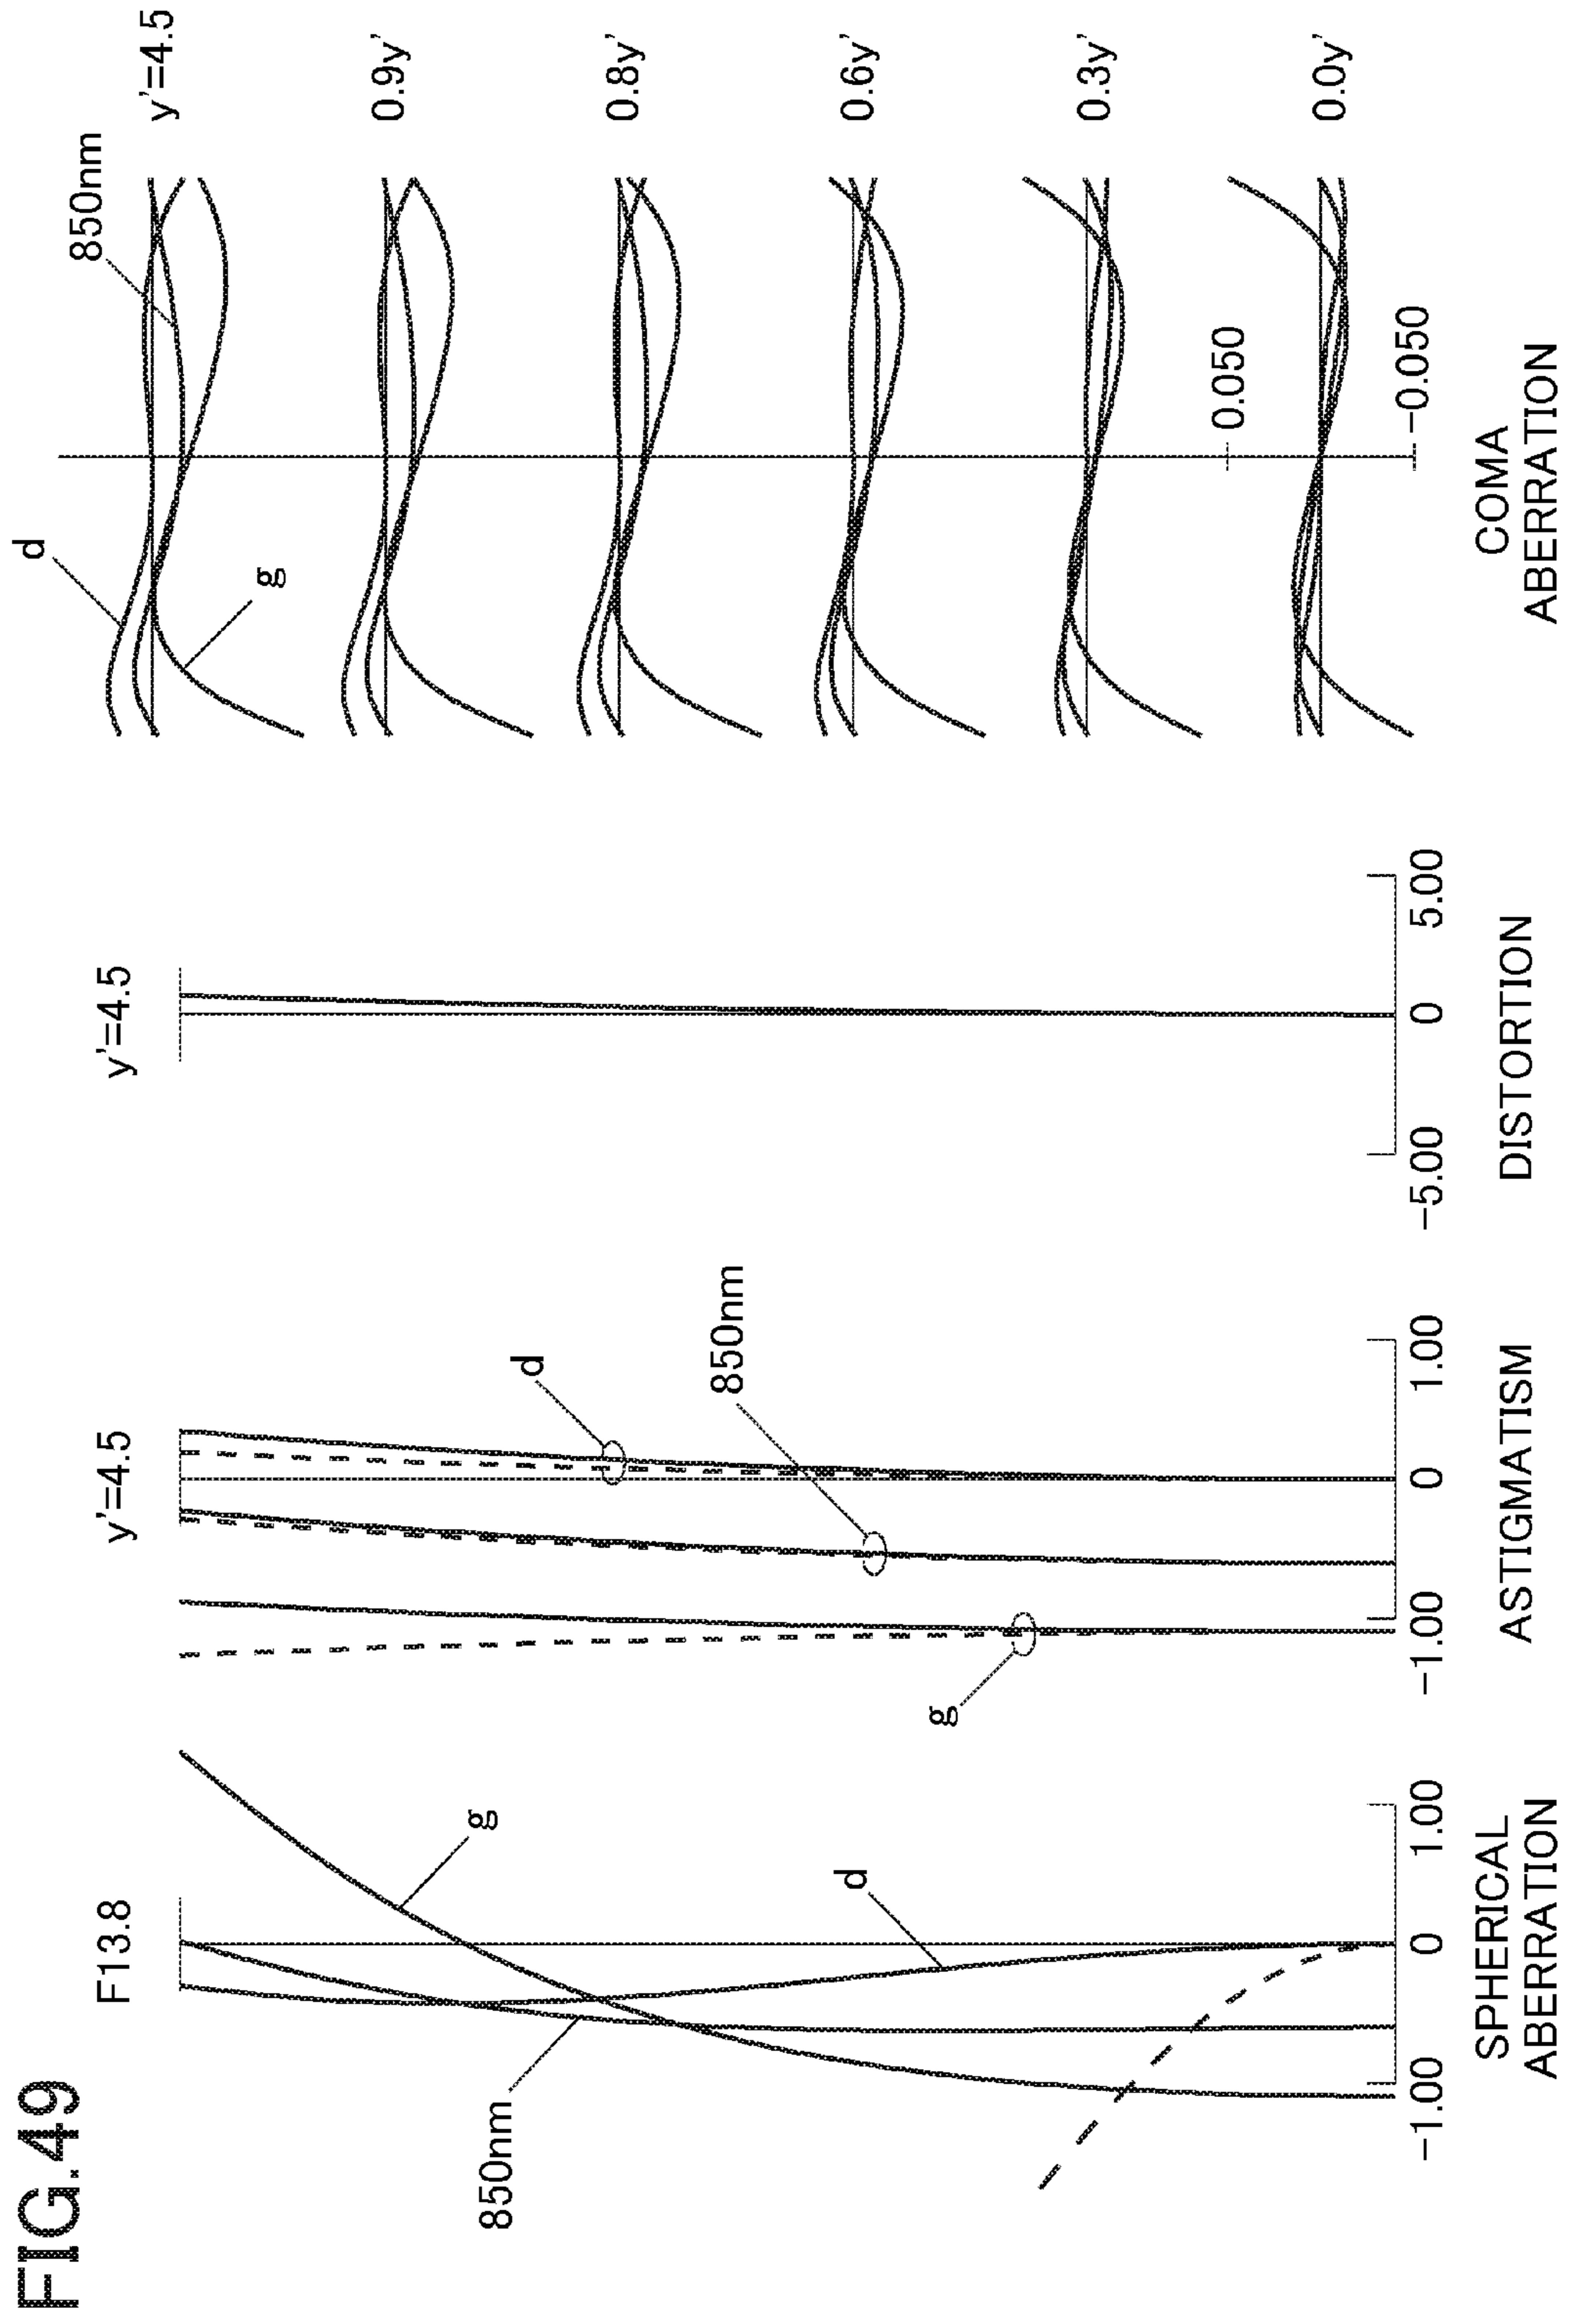 FIG.49
F13.8
g
d
850nm
-1.00
0
1.00
SPHERICAL
ABERRATION
y'=4.5
d
850nm
g
-1.00
0
1.00
ASTIGMATISM
y'=4.5
-5.00
0
5.00
DISTORTION
d
850nm
g
y'=4.5
0.9y'
0.8y'
0.6y'
0.3y'
0.050
0.0y'
-0.050
COMA
ABERRATION